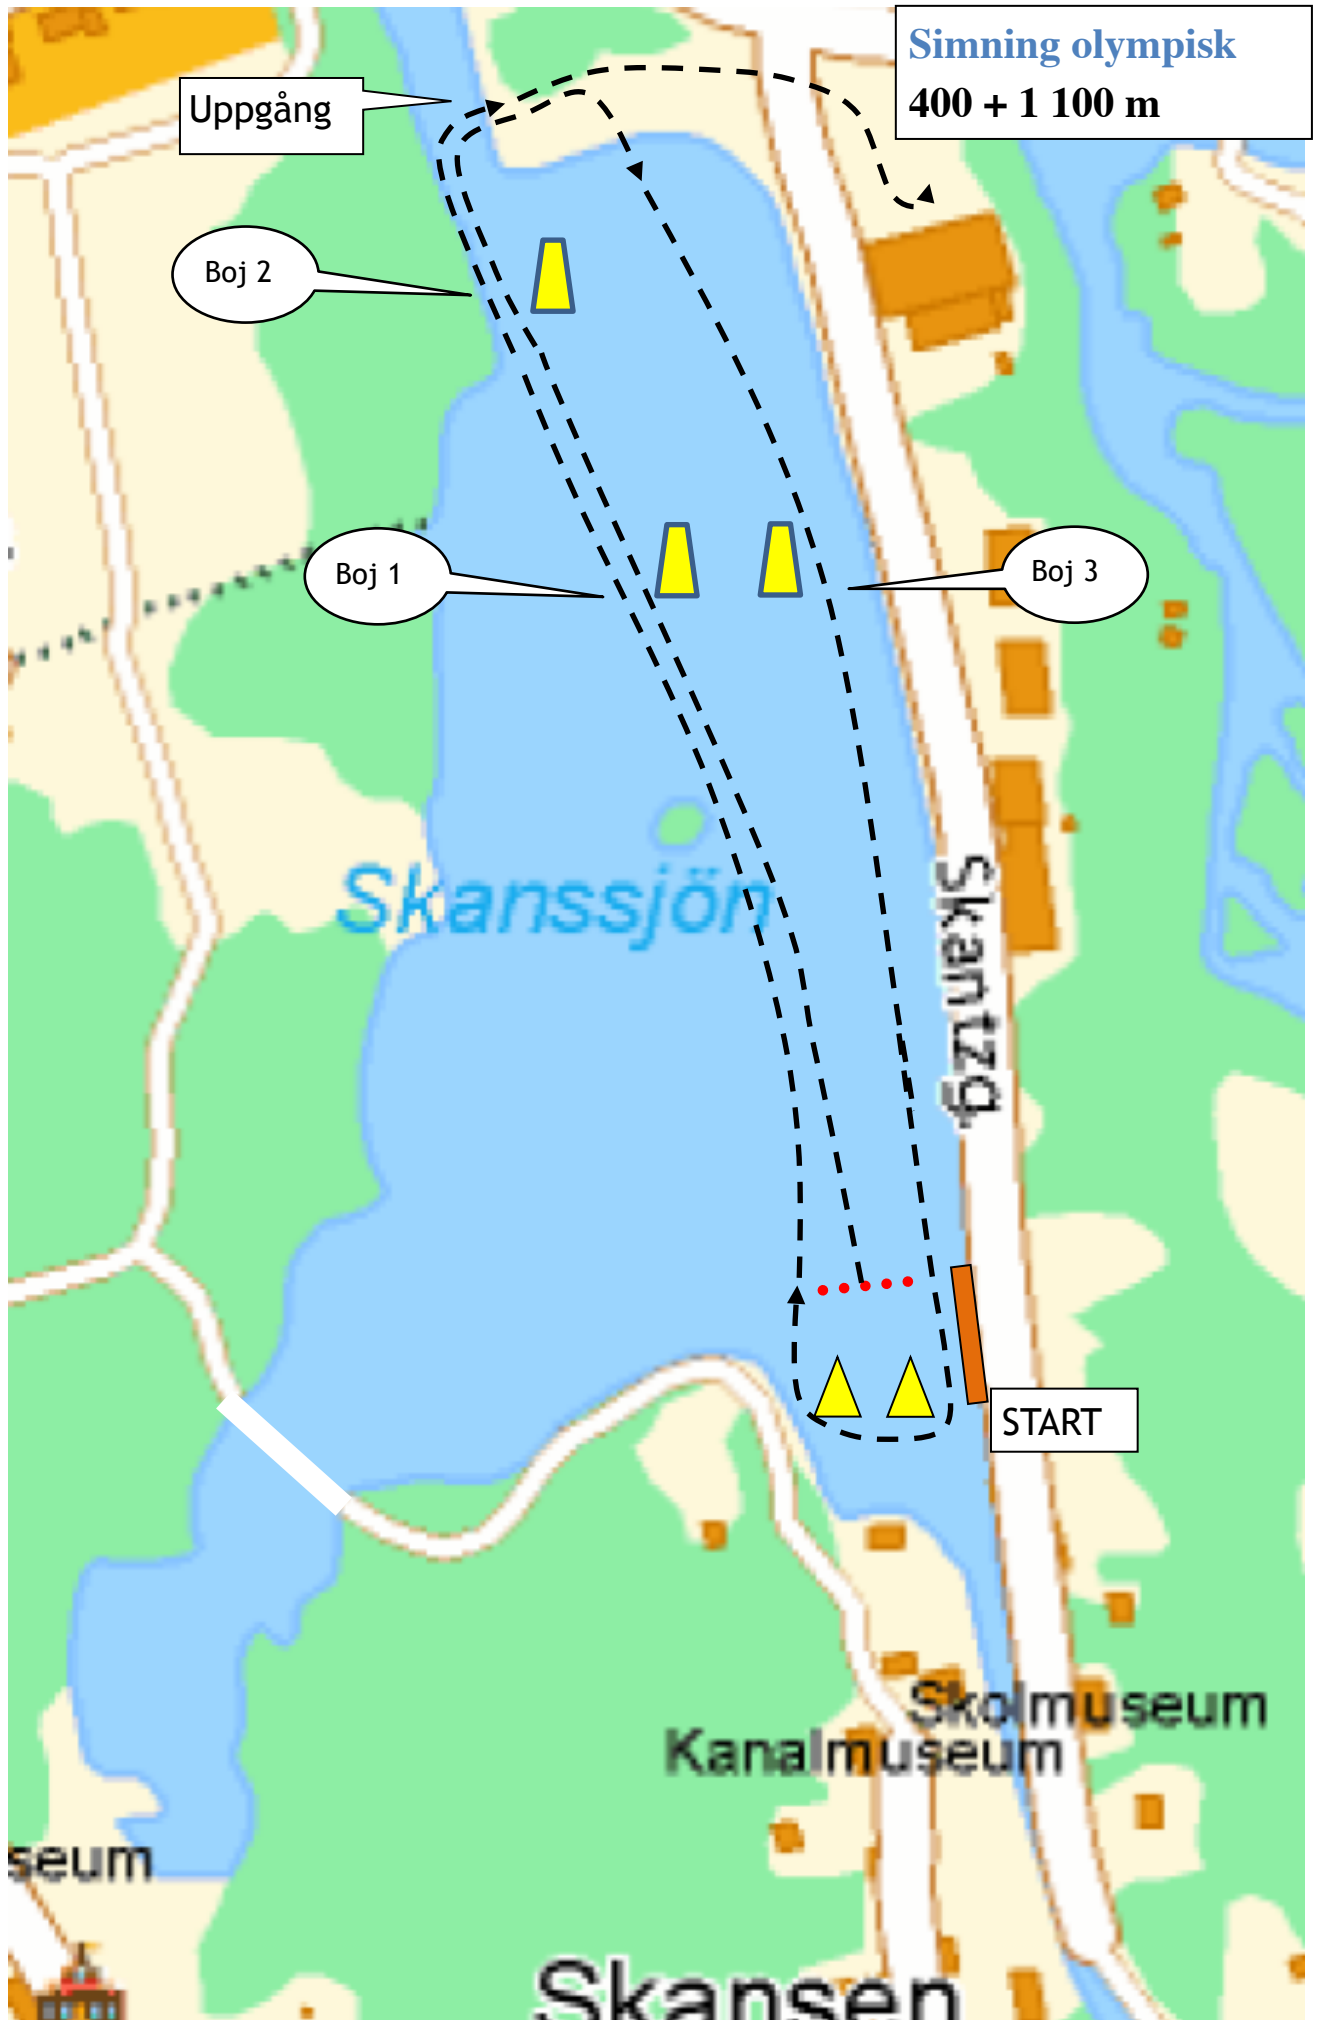 Simning olympisk
400 + 1 100 m
Uppgång
Boj 2
Boj 1
Boj 3
Skanssjön
Skantzg.
START
Skolmuseum
Kanalmuseum
seum
Skansen